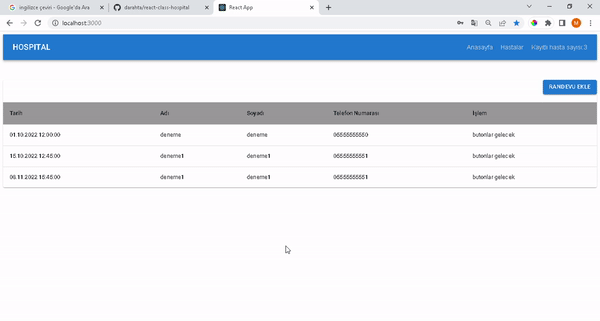 ingilizce çeviri - Google'da Ara
darahta/react-class-hospital
React App
localhost:3000
M
HOSPITAL
Anasayfa
Hastalar
Kayıtlı hasta sayısı:3
RANDEVU EKLE
Tarih Adı Soyadı Telefon Numarası İşlem
01.10.2022 12:00:00 deneme deneme 05555555550 butonlar gelecek
15.10.2022 12:45:00 deneme1 deneme1 05555555551 butonlar gelecek
06.11.2022 15:45:00 deneme1 deneme1 05555555551 butonlar gelecek